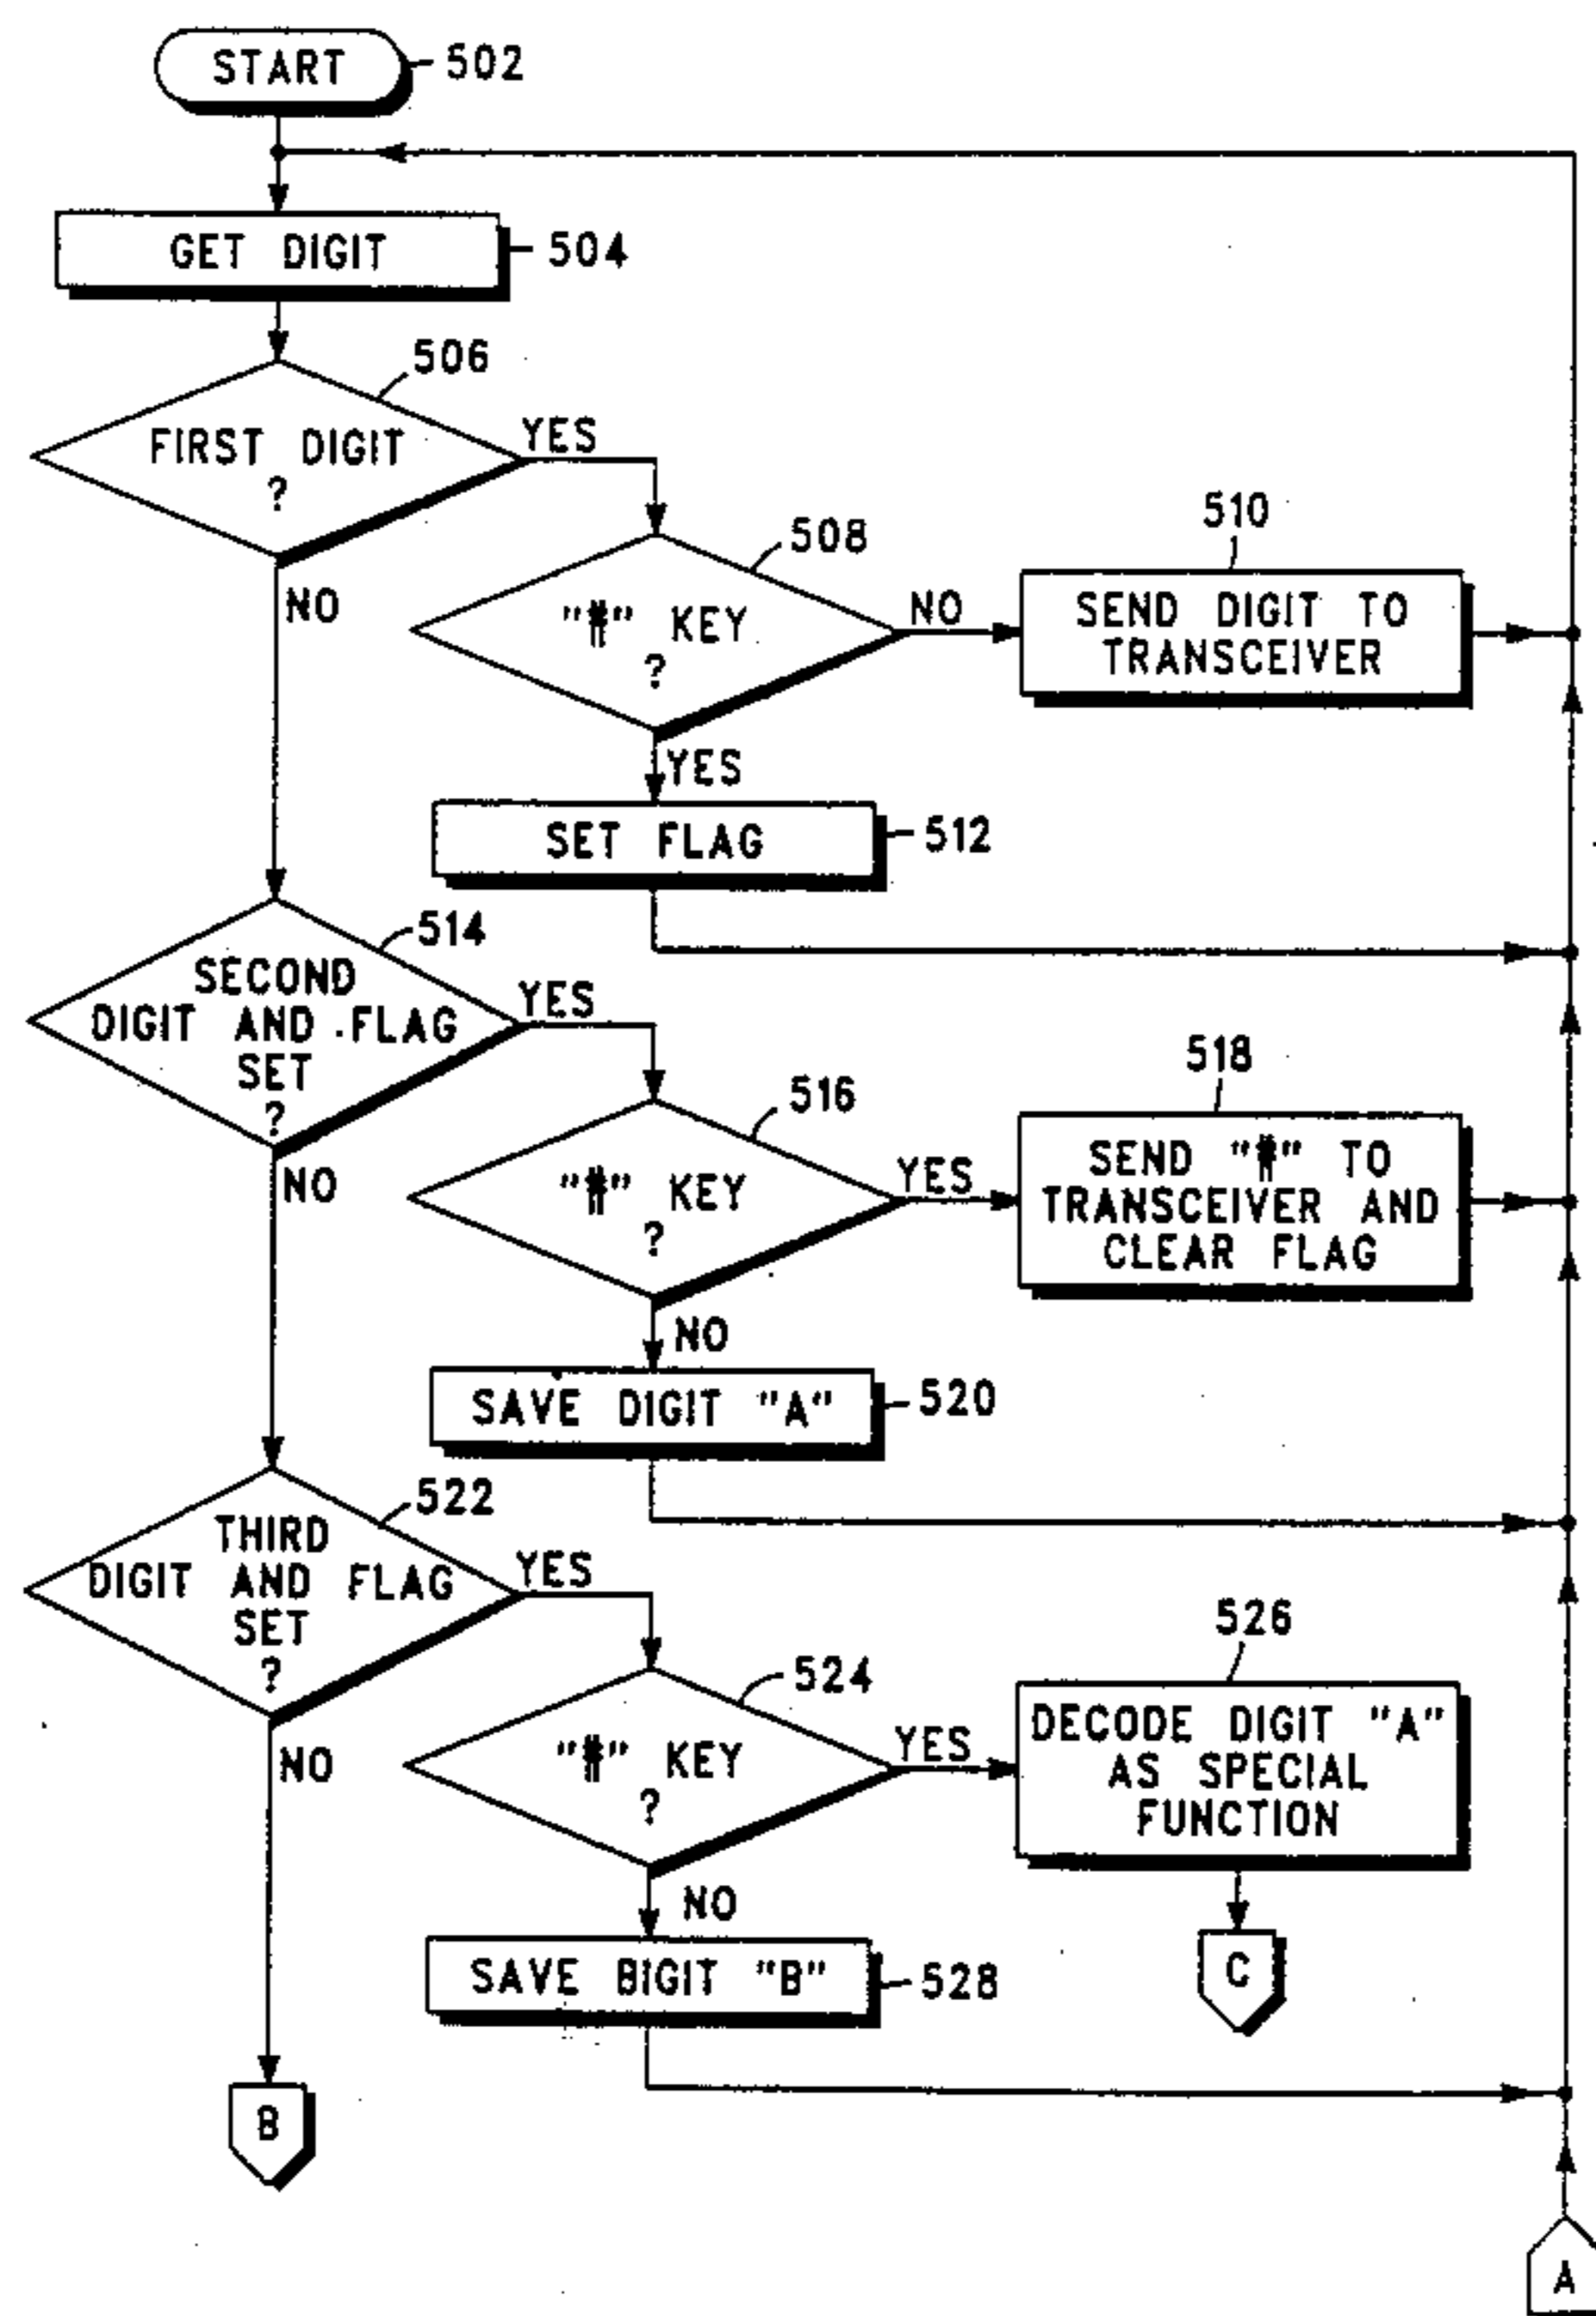 START
502
GET DIGIT
504
506
FIRST DIGIT
?
YES
NO
508
"#" KEY
?
NO
YES
510
SEND DIGIT TO
TRANSCEIVER
SET FLAG
512
514
SECOND
DIGIT AND FLAG
SET
?
YES
NO
516
"#" KEY
?
YES
NO
518
SEND "#" TO
TRANSCEIVER AND
CLEAR FLAG
SAVE DIGIT "A"
520
522
THIRD
DIGIT AND FLAG
SET
?
YES
NO
524
"#" KEY
?
YES
NO
526
DECODE DIGIT "A"
AS SPECIAL
FUNCTION
C
SAVE BIGIT "B"
528
B
A